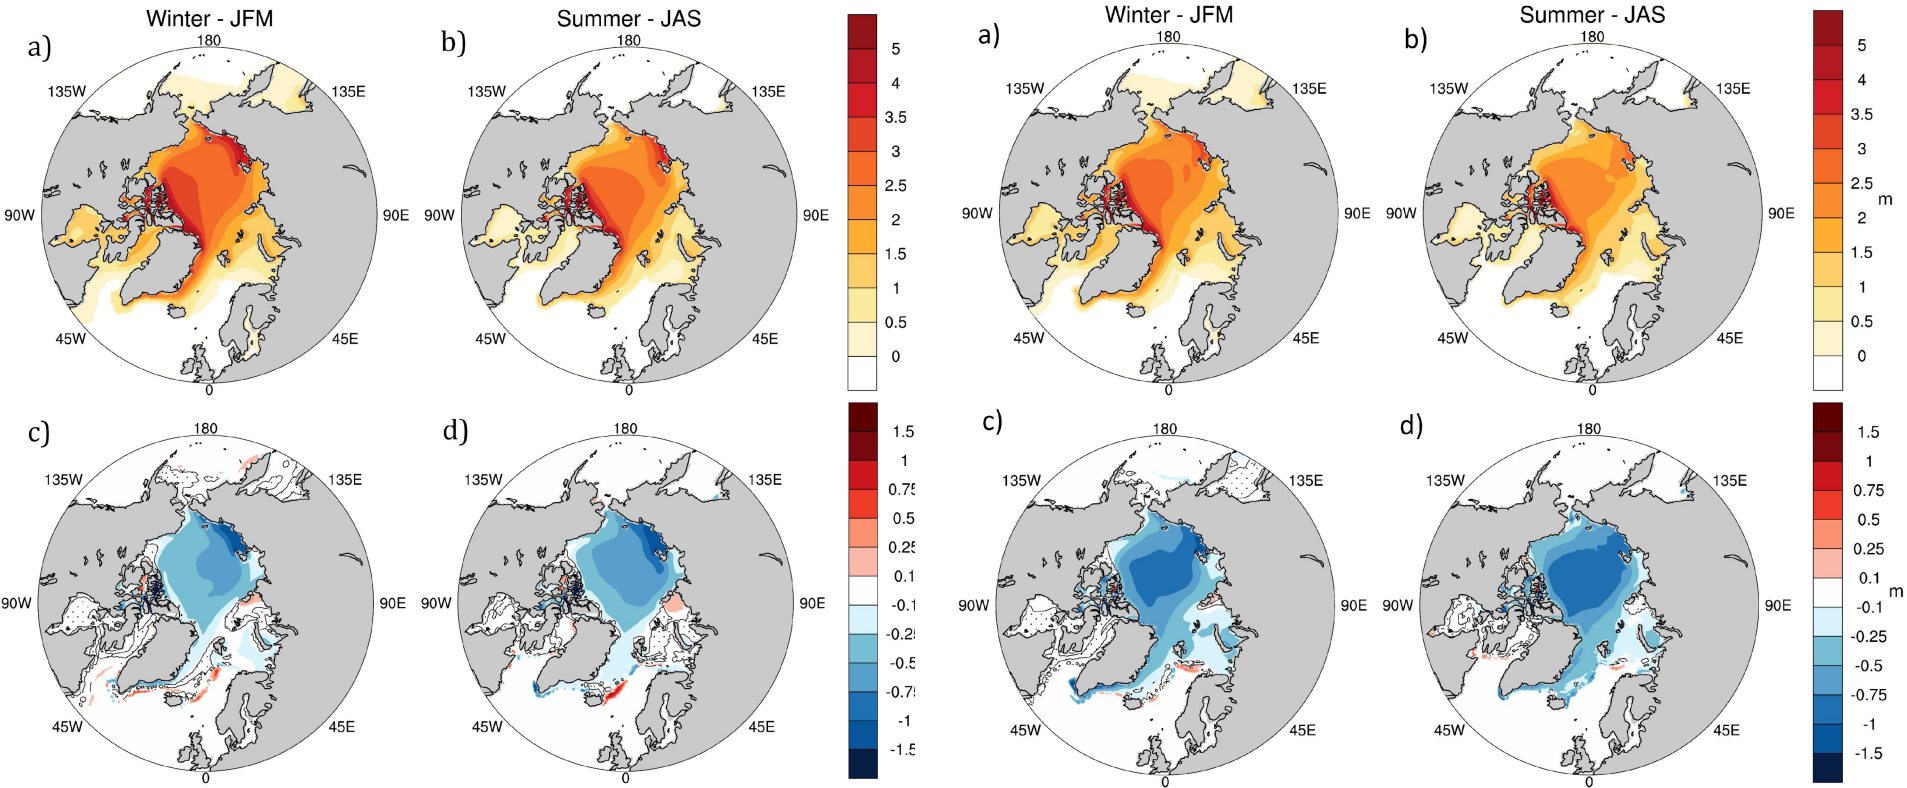 Winter - JFM
Summer - JAS
a)
b)
180
180
135W
135E
135W
135E
90W
90E
90W
90E
45W
45E
45W
45E
0
0
5
4
3.5
3
2.5
2
1.5
1
0.5
0
c)
d)
180
180
135W
135E
135W
135E
90W
90E
90W
90E
45W
45E
45W
45E
0
0
1.5
1
0.75
0.5
0.25
0.1
-0.1
-0.25
-0.5
-0.75
-1
-1.5
Winter - JFM
Summer - JAS
a)
b)
180
180
135W
135E
135W
135E
90W
90E
90W
90E
45W
45E
45W
45E
0
0
5
4
3.5
3
2.5
2
1.5
1
0.5
0
m
c)
d)
180
180
135W
135E
135W
135E
90W
90E
90W
90E
45W
45E
45W
45E
0
0
1.5
1
0.75
0.5
0.25
0.1
-0.1
-0.25
-0.5
-0.75
-1
-1.5
m